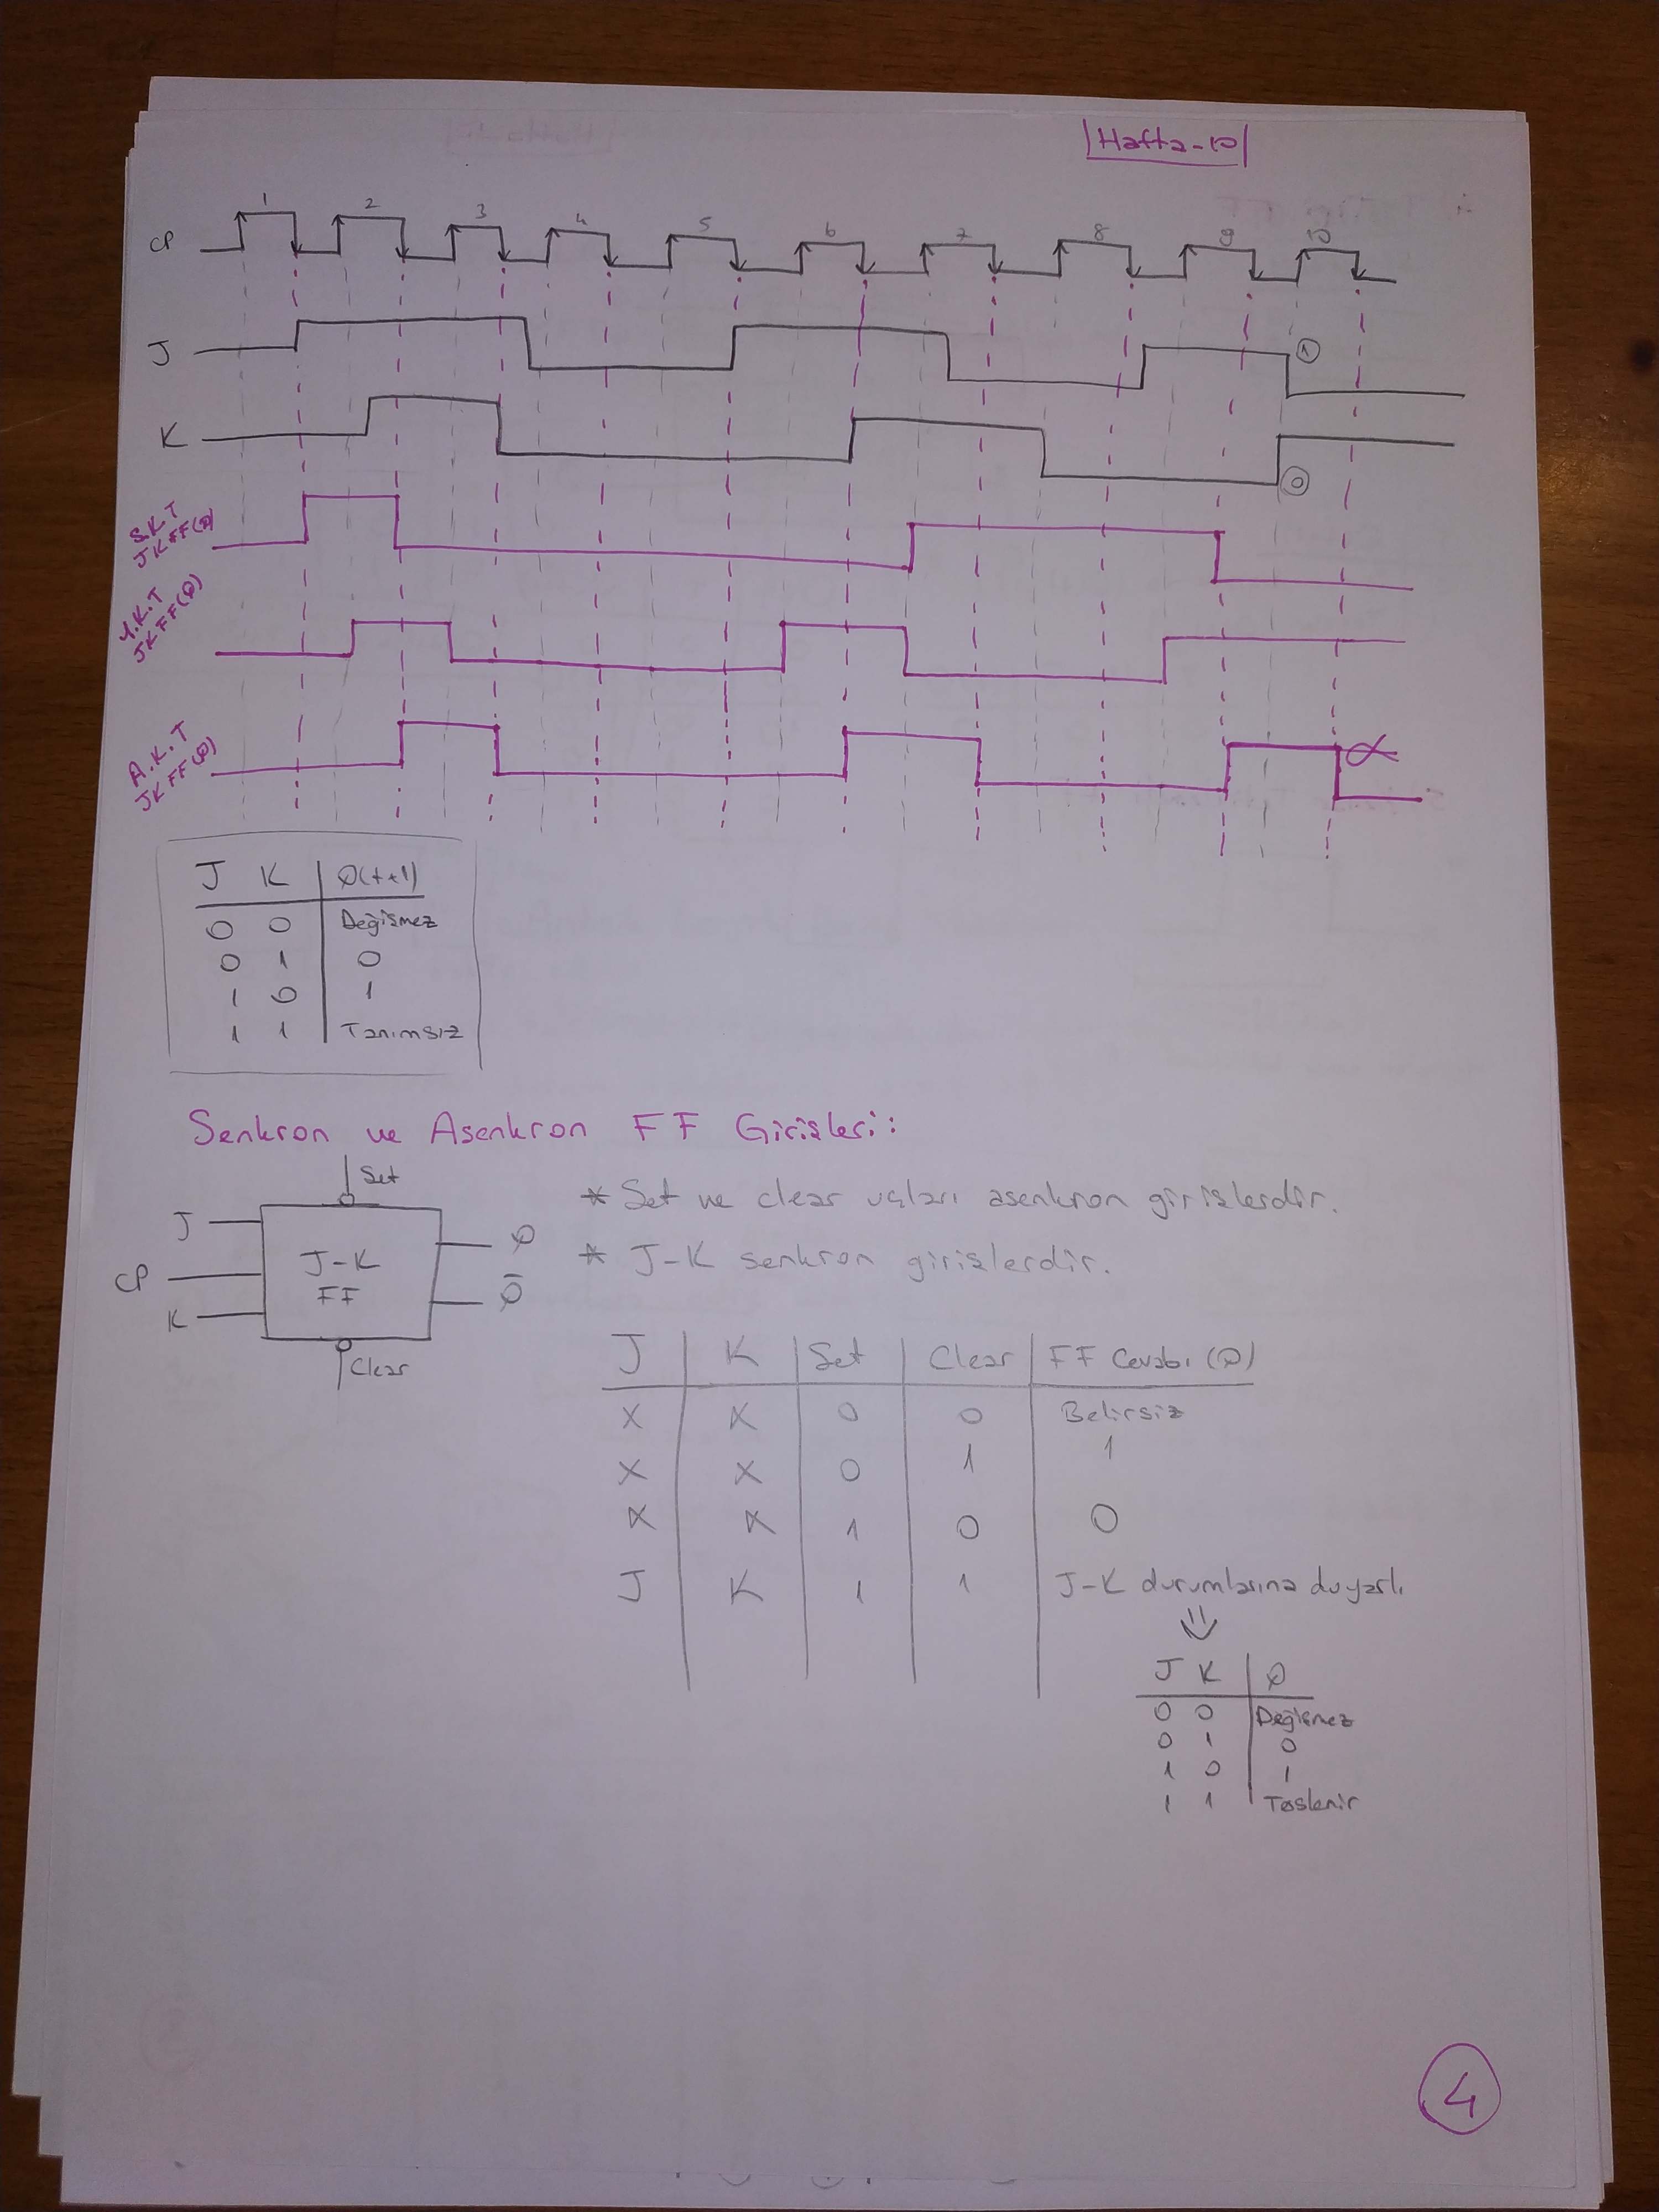 Hafta-10
CP 1 2 3 4 5 6 7 8 9 10
J
1
K
0
S.K.T
JK FF(Q)
Y.K.T
JK FF(Q)
A.K.T
JK FF(Q)
J K Q(t+1)
0 0 Değişmez
0 1 0
1 0 1
1 1 Tanımsız
Senkron ve Asenkron FF Girişleri:
Set
J
CP
K
J-K
FF
Q
Q̄
Clear
* Set ve clear uçları asenkron girişlerdir.
* J-K senkron girişlerdir.
J K Set Clear FF Cevabı (Q)
X X 0 0 Belirsiz
X X 0 1 1
X X 1 0 0
J K 1 1 J-K durumlarına duyarlı
J K Q
0 0 Değişmez
0 1 0
1 0 1
1 1 Terslenir
4